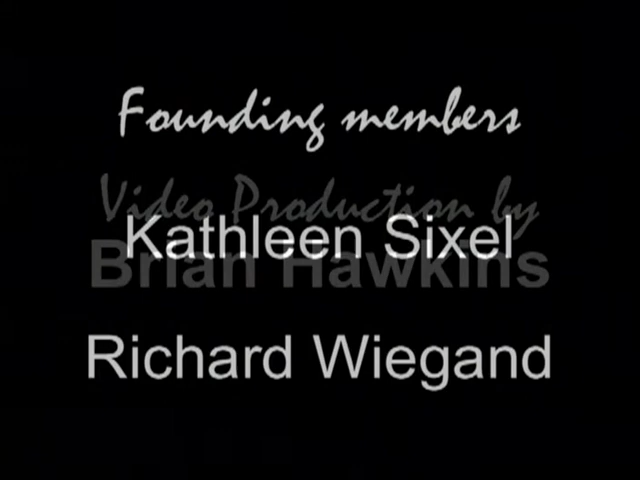 Founding members
Video Production by
Kathleen Sixel
Brian Hawkins
Richard Wiegand